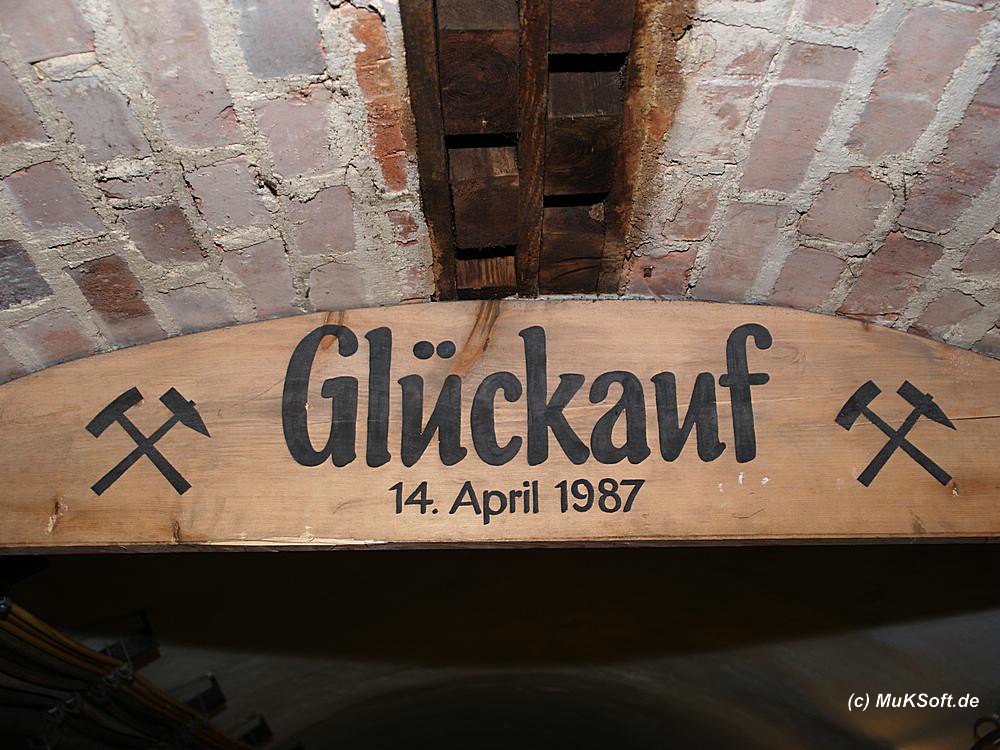 Glückauf
14. April 1987
(c) MuKSoft.de